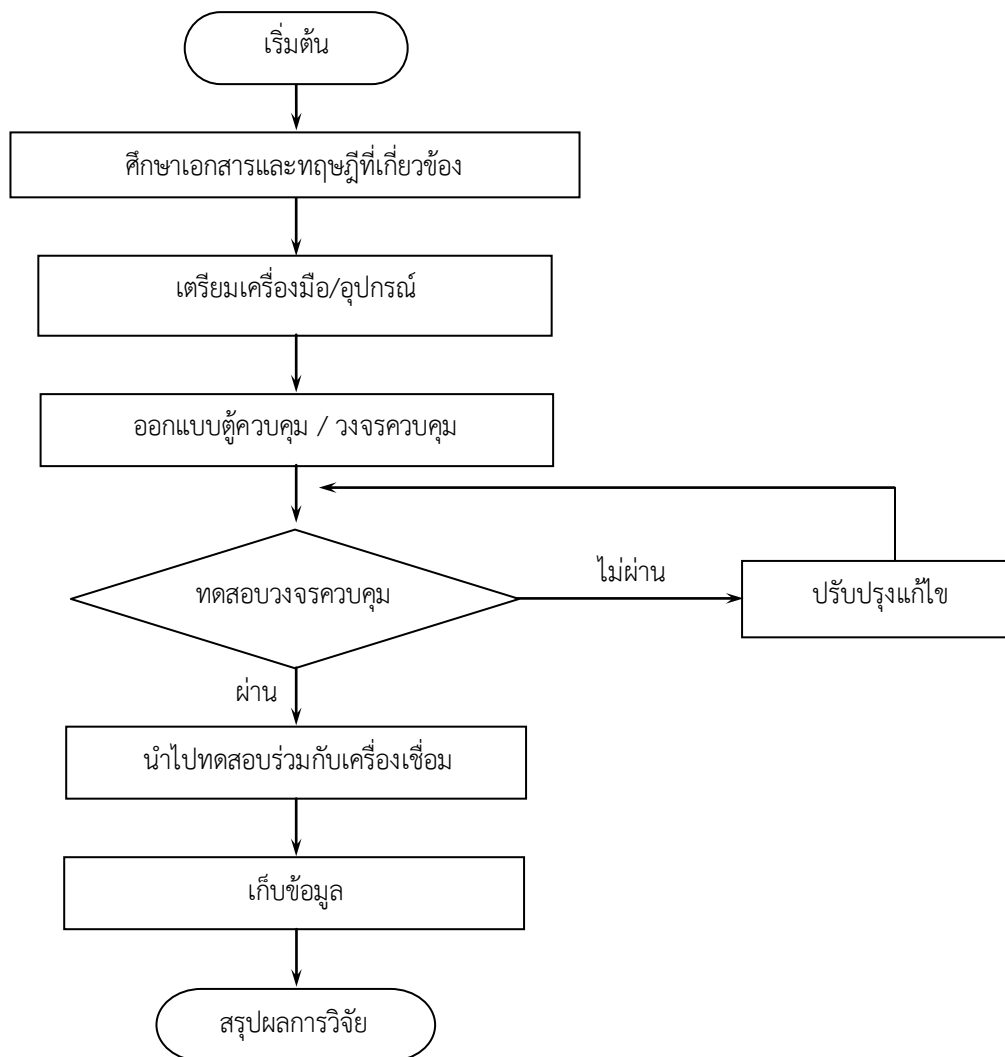 เริ่มต้น
ศึกษาเอกสารและทฤษฎีที่เกี่ยวข้อง
เตรียมเครื่องมือ/อุปกรณ์
ออกแบบตู้ควบคุม / วงจรควบคุม
ทดสอบวงจรควบคุม
ไม่ผ่าน
ปรับปรุงแก้ไข
ผ่าน
นำไปทดสอบร่วมกับเครื่องเชื่อม
เก็บข้อมูล
สรุปผลการวิจัย